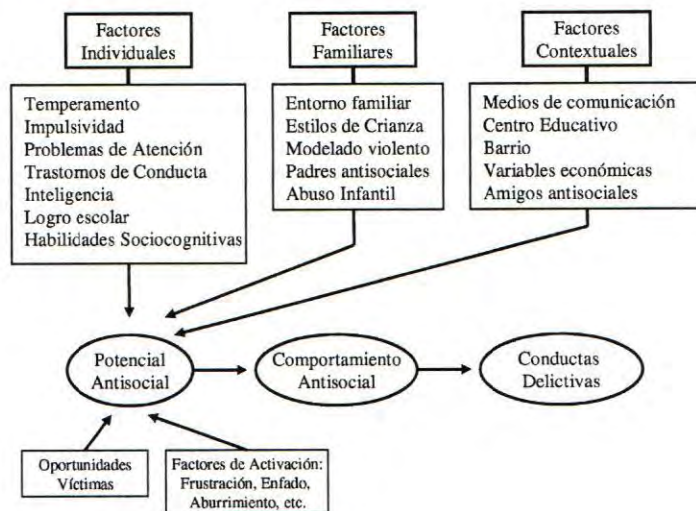 Factores
Individuales
Temperamento
Impulsividad
Problemas de Atención
Trastornos de Conducta
Inteligencia
Logro escolar
Habilidades Sociocognitivas
Factores
Familiares
Entorno familiar
Estilos de Crianza
Modelado violento
Padres antisociales
Abuso Infantil
Factores
Contextuales
Medios de comunicación
Centro Educativo
Barrio
Variables económicas
Amigos antisociales
Potencial
Antisocial
Comportamiento
Antisocial
Conductas
Delictivas
Oportunidades
Víctimas
Factores de Activación:
Frustración, Enfado,
Aburrimiento, etc.